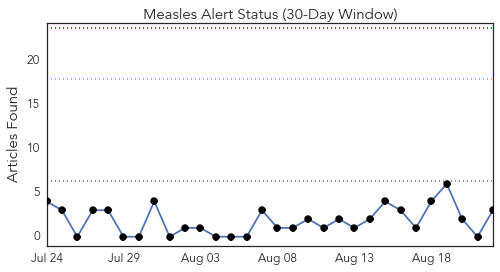 Measles Alert Status (30-Day Window)
Articles Found
20
15
10
5
0
Jul 24 Jul 29 Aug 03 Aug 08 Aug 13 Aug 18